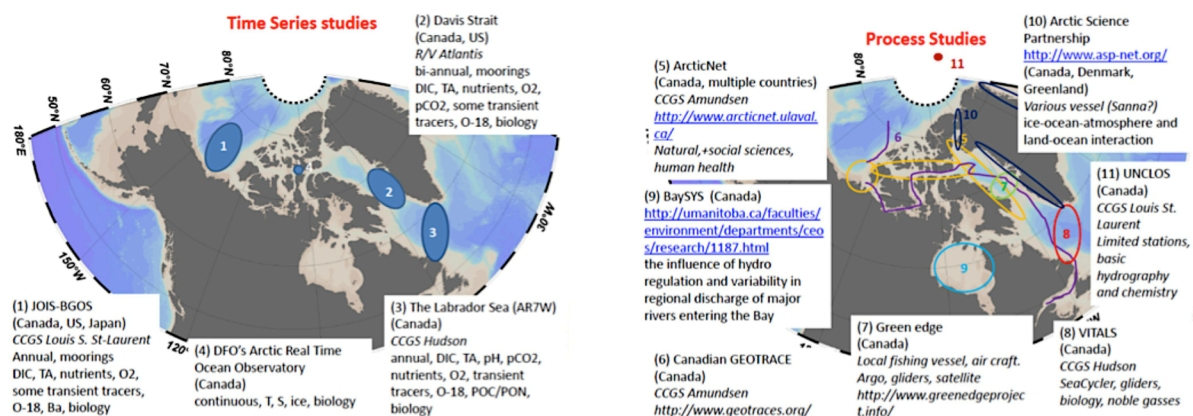 Time Series studies
(2) Davis Strait
(Canada, US)
R/V Atlantis
bi-annual, moorings
DIC, TA, nutrients, O2,
pCO2, some transient
tracers, O-18, biology
80°N
70°N
60°N
50°N
180°E
150°W
120°
30°W
1
2
3
(1) JOIS-BGOS
(Canada, US, Japan)
CCGS Louis S. St-Laurent
Annual, moorings
DIC, TA, nutrients, O2,
some transient tracers,
O-18, Ba, biology
(4) DFO's Arctic Real Time
Ocean Observatory
(Canada)
continuous, T, S, ice, biology
(3) The Labrador Sea (AR7W)
(Canada)
CCGS Hudson
annual, DIC, TA, pH, pCO2,
nutrients, O2, transient
tracers, O-18, POC/PON,
biology
Process Studies
11
(5) ArcticNet
(Canada, multiple countries)
CCGS Amundsen
http://www.arcticnet.ulaval.
ca/
Natural,+social sciences,
human health
80°N
6
10
5
7
8
9
(10) Arctic Science
Partnership
http://www.asp-net.org/
(Canada, Denmark,
Greenland)
Various vessel (Sanna?)
ice-ocean-atmosphere and
land-ocean interaction
(9) BaySYS (Canada)
http://umanitoba.ca/faculties/
environment/departments/ceo
s/research/1187.html
the influence of hydro
regulation and variability in
regional discharge of major
rivers entering the Bay
(11) UNCLOS
(Canada)
CCGS Louis St.
Laurent
Limited stations,
basic
hydrography
and chemistry
(6) Canadian GEOTRACE
(Canada)
CCGS Amundsen
http://www.geotraces.org/
(7) Green edge
(Canada)
Local fishing vessel, air craft.
Argo, gliders, satellite
http://www.greenedgeprojec
t.info/
(8) VITALS
(Canada)
CCGS Hudson
SeaCycler, gliders,
biology, noble gasses